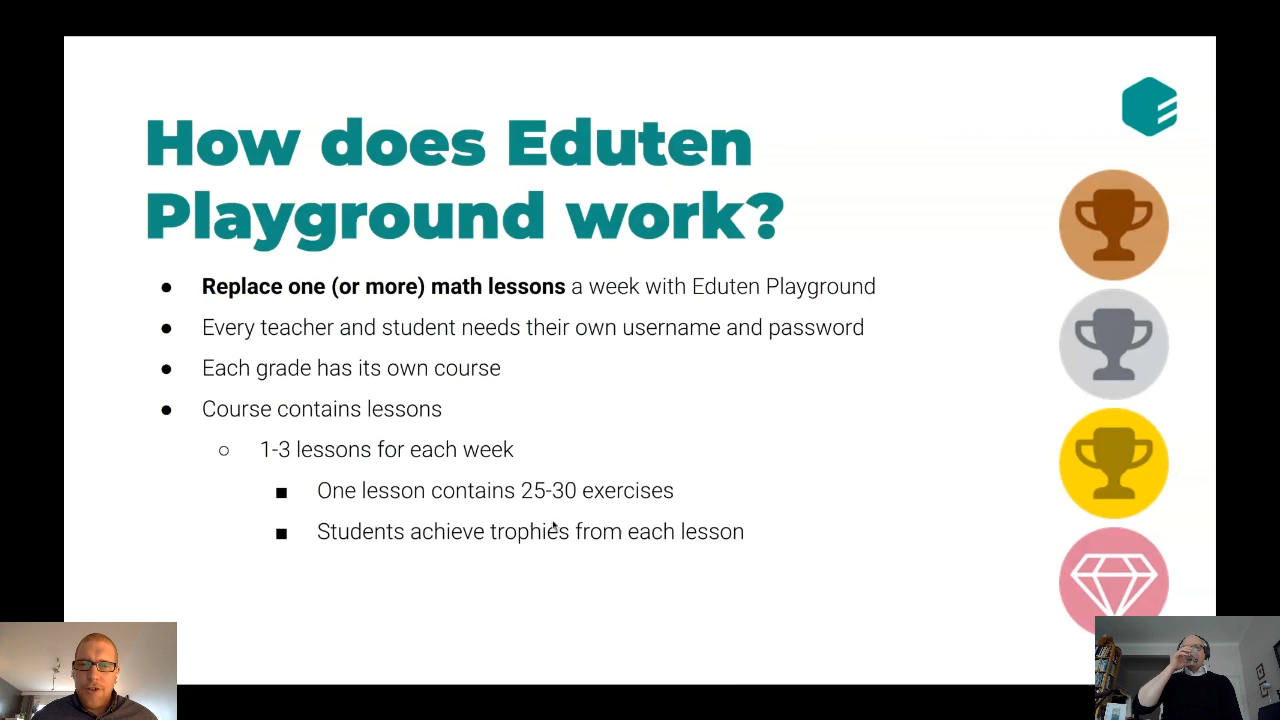 How does Eduten
Playground work?
● Replace one (or more) math lessons a week with Eduten Playground
● Every teacher and student needs their own username and password
● Each grade has its own course
● Course contains lessons
○ 1-3 lessons for each week
■ One lesson contains 25-30 exercises
■ Students achieve trophies from each lesson